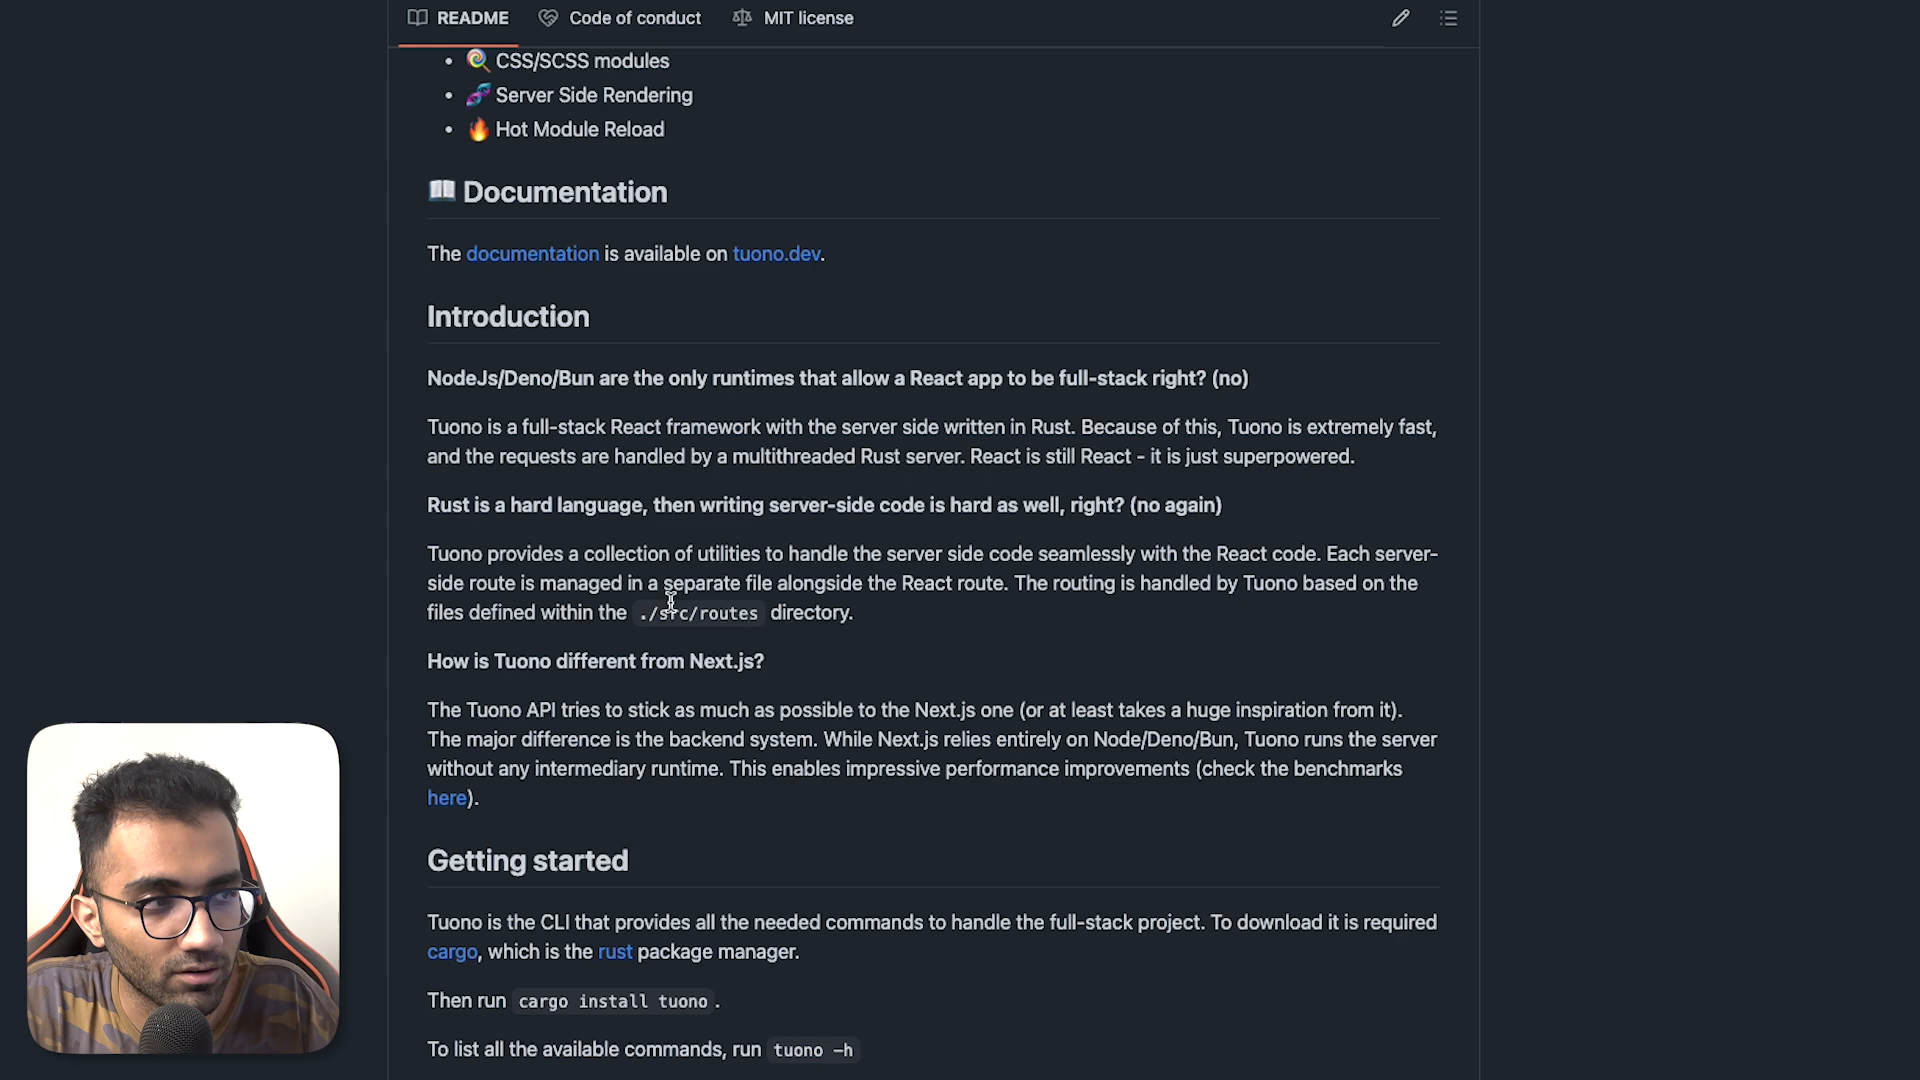 README Code of conduct MIT license
• CSS/SCSS modules
• Server Side Rendering
• Hot Module Reload
Documentation
The documentation is available on tuono.dev.
Introduction
NodeJs/Deno/Bun are the only runtimes that allow a React app to be full-stack right? (no)
Tuono is a full-stack React framework with the server side written in Rust. Because of this, Tuono is extremely fast,
and the requests are handled by a multithreaded Rust server. React is still React - it is just superpowered.
Rust is a hard language, then writing server-side code is hard as well, right? (no again)
Tuono provides a collection of utilities to handle the server side code seamlessly with the React code. Each server-
side route is managed in a separate file alongside the React route. The routing is handled by Tuono based on the
files defined within the ./src/routes directory.
How is Tuono different from Next.js?
The Tuono API tries to stick as much as possible to the Next.js one (or at least takes a huge inspiration from it).
The major difference is the backend system. While Next.js relies entirely on Node/Deno/Bun, Tuono runs the server
without any intermediary runtime. This enables impressive performance improvements (check the benchmarks
here).
Getting started
Tuono is the CLI that provides all the needed commands to handle the full-stack project. To download it is required
cargo, which is the rust package manager.
Then run cargo install tuono.
To list all the available commands, run tuono -h